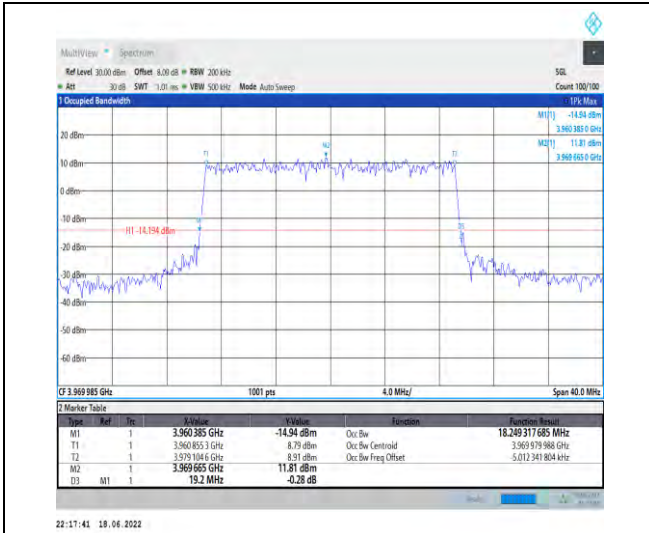 MultiView Spectrum
Ref Level 30.00 dBm Offset 8.09 dB RBW 200 kHz SGL
Att 30 dB SWT 1.01 ms VBW 500 kHz Mode Auto Sweep Count 100/100
1 Occupied Bandwidth 1Pk Max
M1[1] -14.94 dBm
3.960 385 0 GHz
M2[1] 11.81 dBm
3.969 665 0 GHz
20 dBm
M2
T1 T2
10 dBm
0 dBm
-10 dBm
H1 -14.194 dBm
-20 dBm
-30 dBm
-40 dBm
-50 dBm
-60 dBm
CF 3.969 985 GHz 1001 pts 4.0 MHz/ Span 40.0 MHz
2 Marker Table
Type Ref Trc X-Value Y-Value Function Function Result
M1 1 3.960 385 GHz -14.94 dBm Occ Bw 18.249 317 685 MHz
T1 1 3.960 855 3 GHz 8.79 dBm Occ Bw Centroid 3.969 979 988 GHz
T2 1 3.979 104 6 GHz 8.91 dBm Occ Bw Freq Offset -5.012 341 804 kHz
M2 1 3.969 665 GHz 11.81 dBm
D3 M1 1 19.2 MHz -0.28 dB
22:17:41 18.06.2022